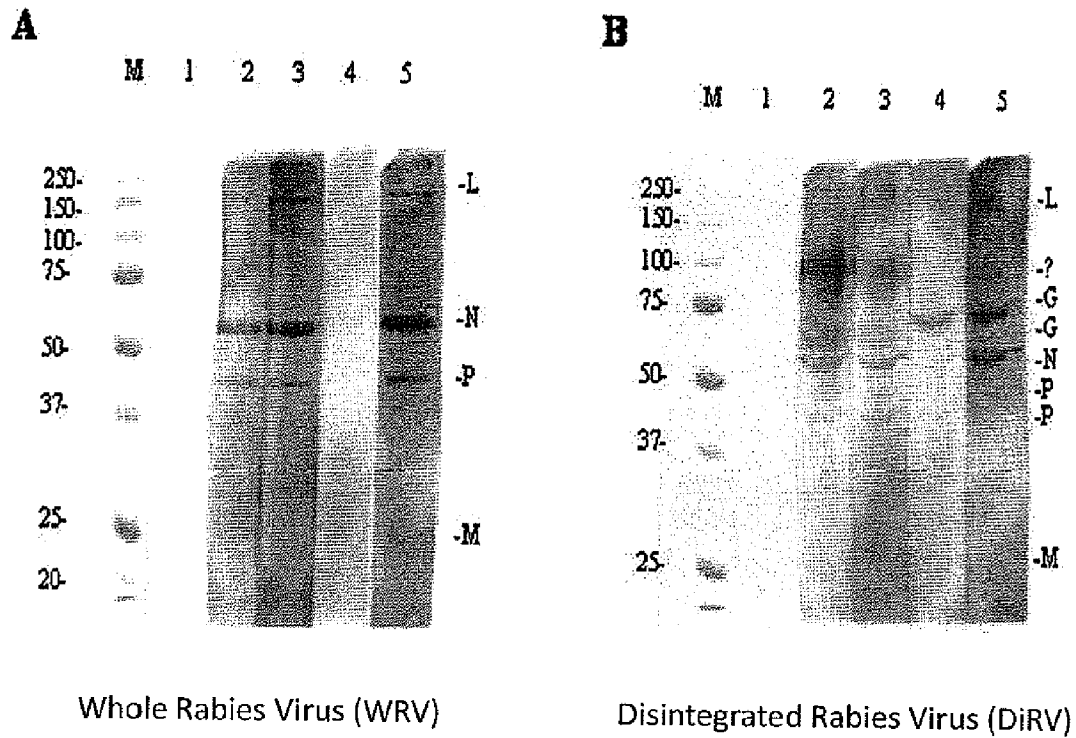 A
M 1 2 3 4 5
250-
150-
100-
75-
50-
37-
25-
20-
-L
-N
-P
-M
Whole Rabies Virus (WRV)
B
M 1 2 3 4 5
250-
150-
100-
75-
50-
37-
25-
-L
-?
-G
-G
-N
-P
-P
-M
Disintegrated Rabies Virus (DiRV)